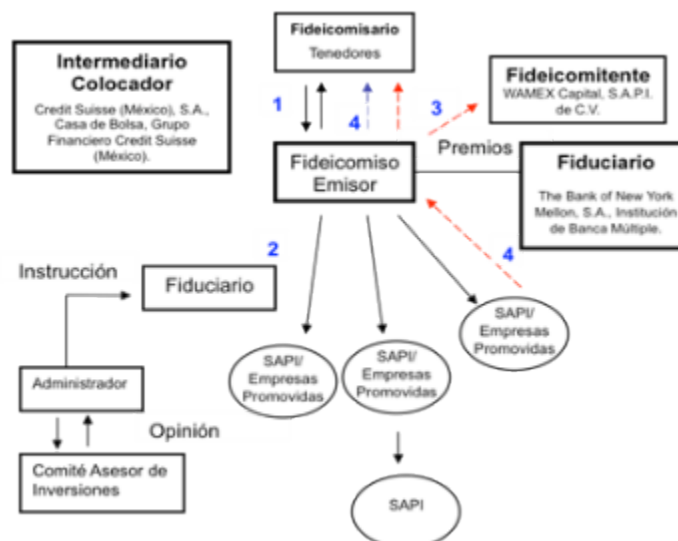 Fideicomisario
Tenedores
Intermediario
Colocador
Credit Suisse (México), S.A.,
Casa de Bolsa, Grupo
Financiero Credit Suisse
(México).
Fideicomitente
WAMEX Capital, S.A.P.I.
de C.V.
1
4
3
Fideicomiso
Emisor
Premios
Fiduciario
The Bank of New York
Mellon, S.A., Institución
de Banca Múltiple.
2
4
Instrucción
Fiduciario
SAPI/
Empresas
Promovidas
SAPI/
Empresas
Promovidas
SAPI/
Empresas
Promovidas
Administrador
Opinión
Comité Asesor de
Inversiones
SAPI